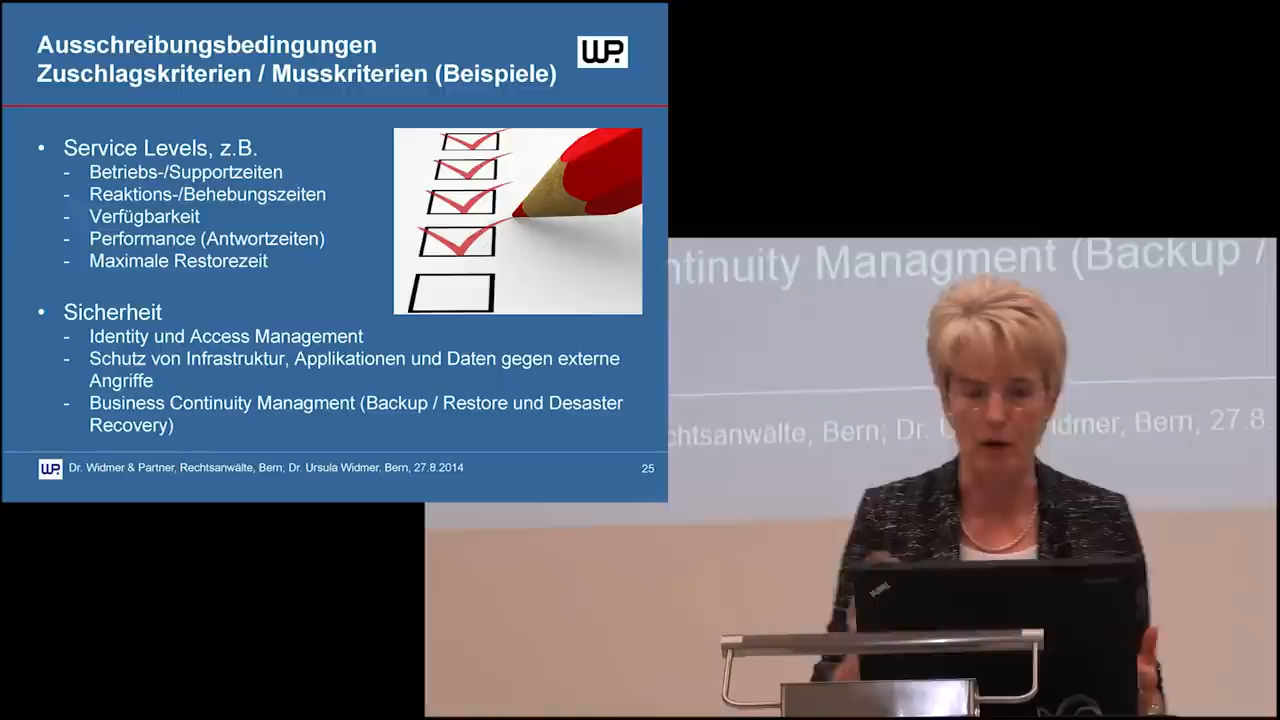 Ausschreibungsbedingungen
Zuschlagskriterien / Musskriterien (Beispiele)
WP.
• Service Levels, z.B.
- Betriebs-/Supportzeiten
- Reaktions-/Behebungszeiten
- Verfügbarkeit
- Performance (Antwortzeiten)
- Maximale Restorezeit
• Sicherheit
- Identity und Access Management
- Schutz von Infrastruktur, Applikationen und Daten gegen externe
Angriffe
- Business Continuity Managment (Backup / Restore und Desaster
Recovery)
WP. Dr. Widmer & Partner, Rechtsanwälte, Bern; Dr. Ursula Widmer, Bern, 27.8.2014
25
ntinuity Managment (Backup /
chtsanwälte, Bern; Dr. U idmer, Bern, 27.8